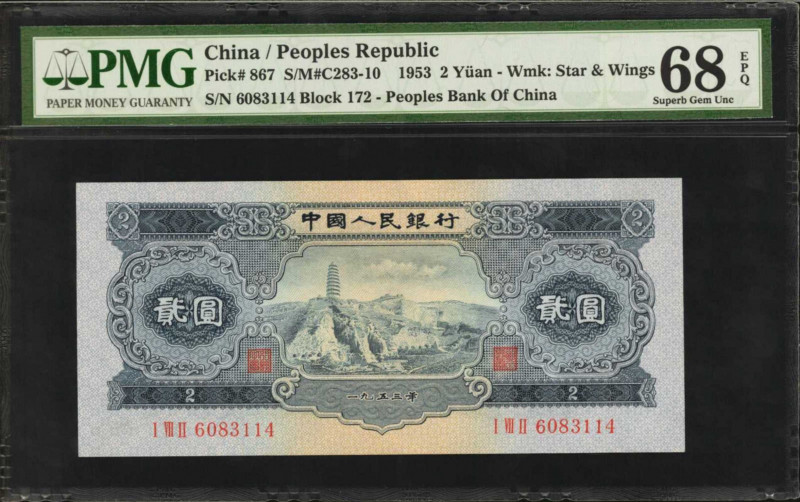 PMG
PAPER MONEY GUARANTY
China / Peoples Republic
Pick# 867 S/M#C283-10 1953 2 Yüan - Wmk: Star & Wings
S/N 6083114 Block 172 - Peoples Bank Of China
68
EPQ
Superb Gem Unc
2
中國人民銀行
2
貳圓
貳圓
2
一九五三年
2
I VII II 6083114
I VII II 6083114